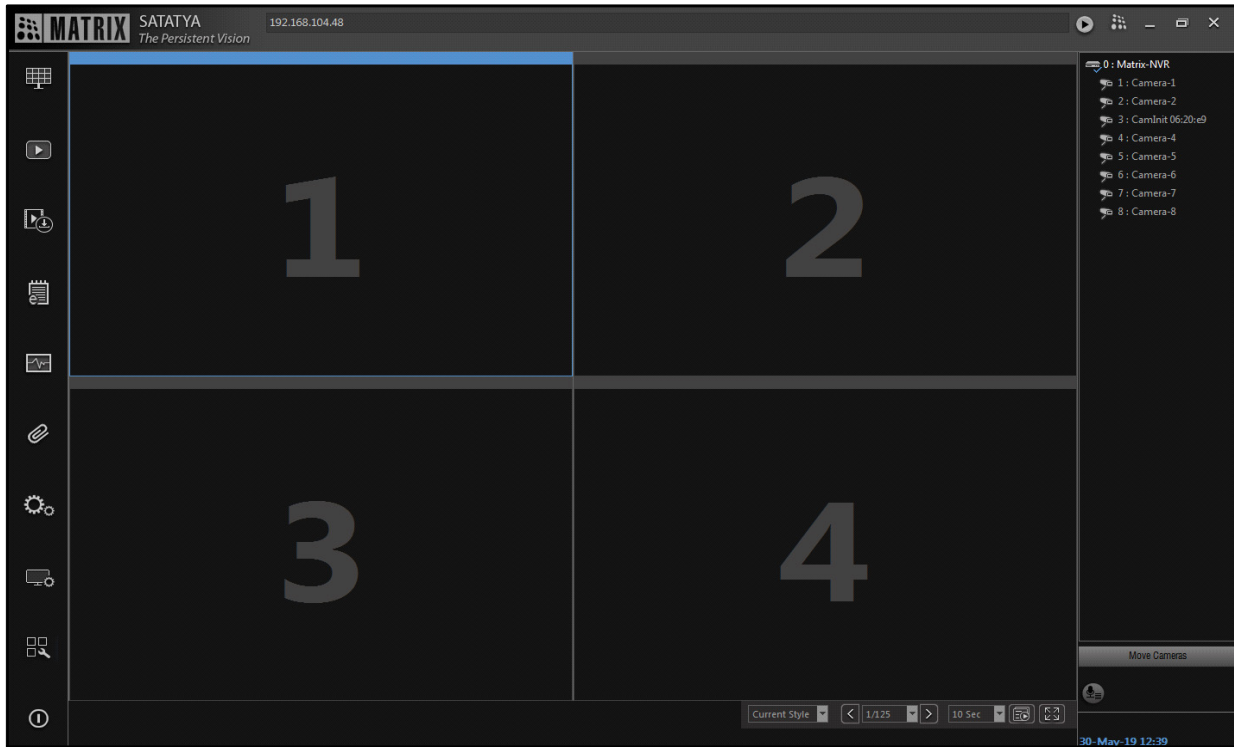 MATRIX SATATYA
The Persistent Vision
192.168.104.48
0 : Matrix-NVR
1 : Camera-1
2 : Camera-2
3 : CamInit 06:20:e9
4 : Camera-4
5 : Camera-5
6 : Camera-6
7 : Camera-7
8 : Camera-8
1
2
3
4
Move Cameras
Current Style
1/125
10 Sec
30-May-19 12:39